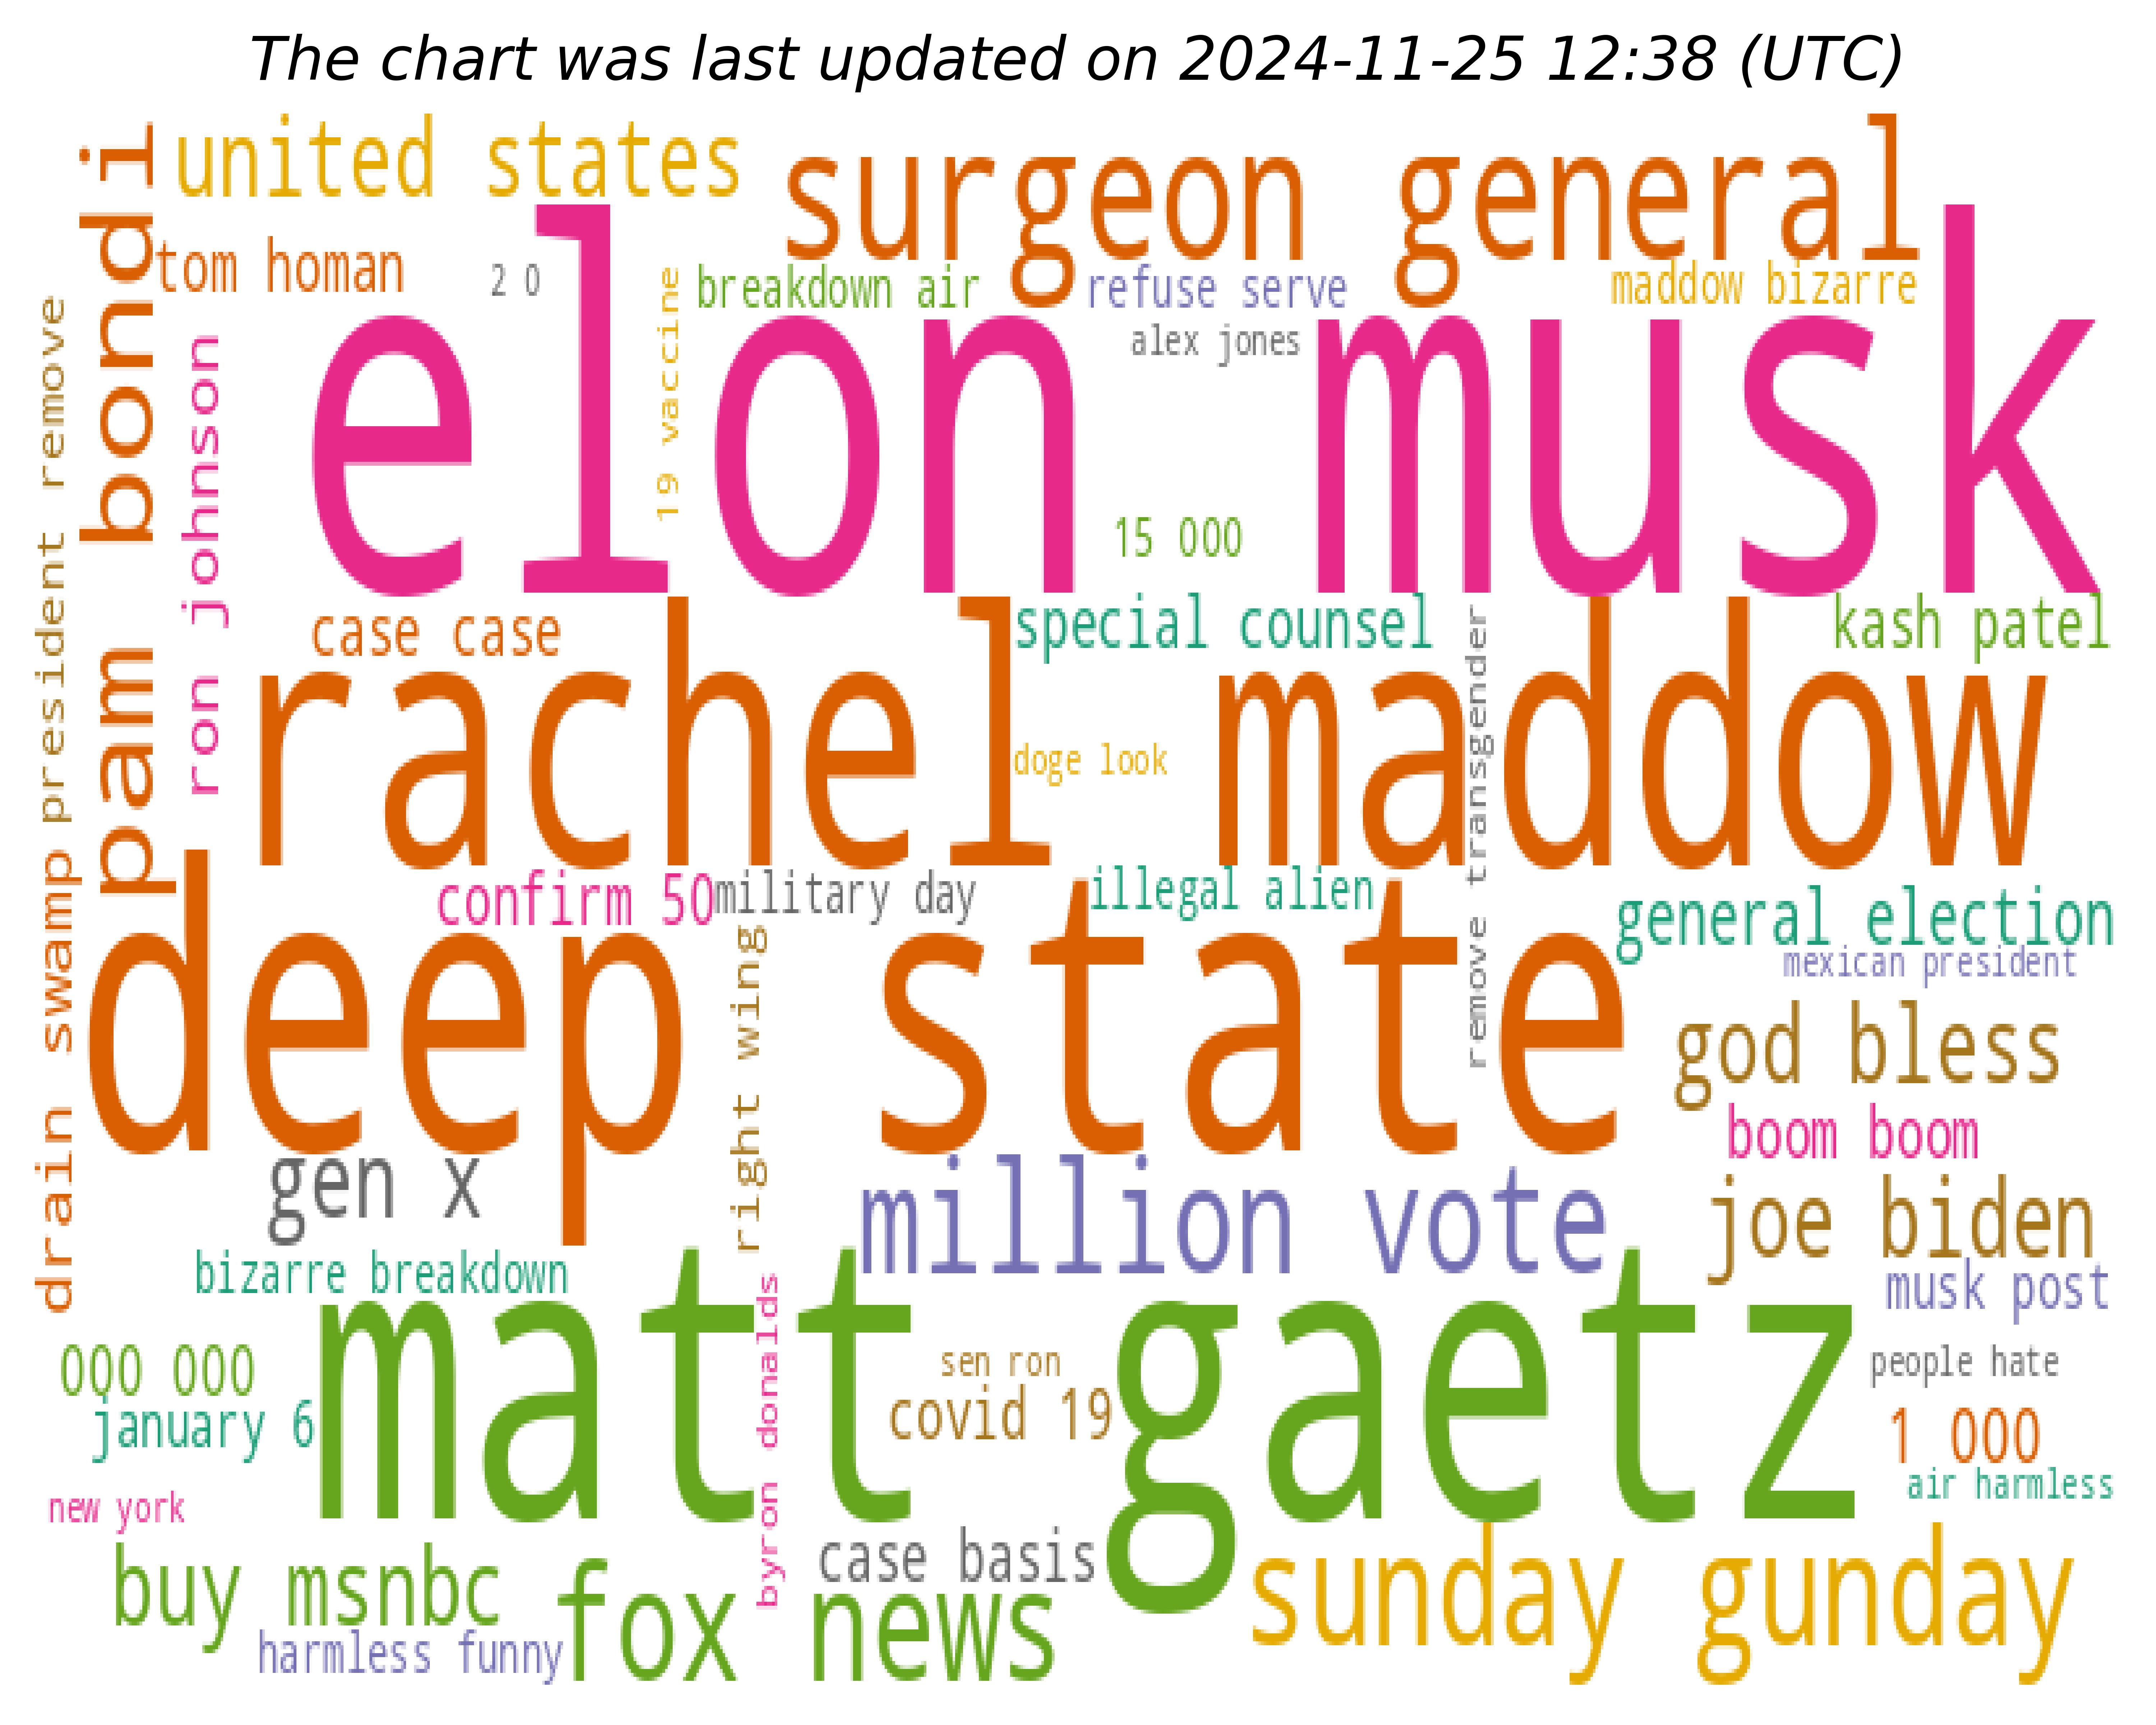 The chart was last updated on 2024-11-25 12:38 (UTC)
united states
surgeon general
pam bondi
tom homan
2 0
19 vaccine
breakdown air
refuse serve
maddow bizarre
elon musk
alex jones
president remove
ron johnson
15 000
case case
special counsel
kash patel
rachel maddow
doge look
remove transgender
confirm 50
military day
illegal alien
general election
mexican president
deep state
drain swamp
right wing
god bless
boom boom
gen x
million vote
joe biden
bizarre breakdown
musk post
matt gaetz
byron donalds
000 000
sen ron
people hate
january 6
covid 19
1 000
air harmless
new york
case basis
buy msnbc
sunday gunday
fox news
harmless funny